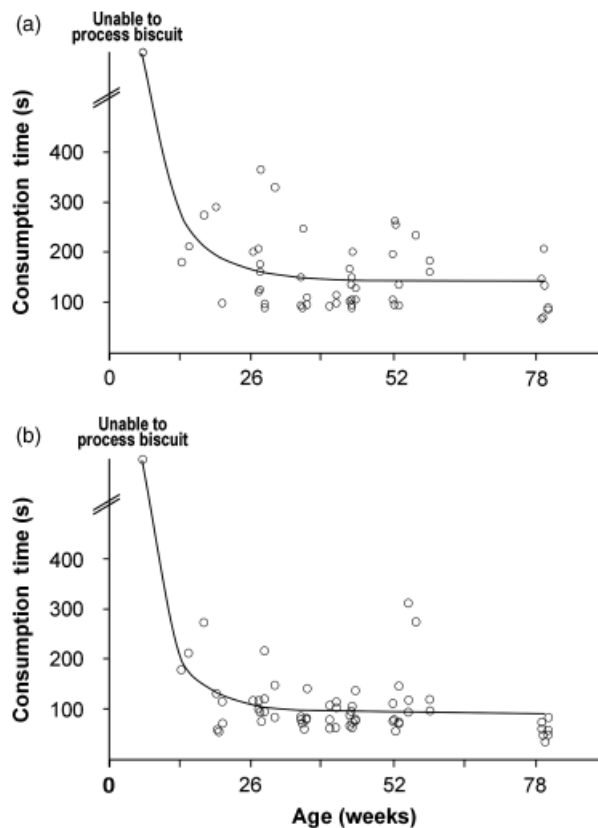 (a)
Unable to
process biscuit
Consumption time (s)
400
300
200
100
0
26
52
78
(b)
Unable to
process biscuit
Consumption time (s)
400
300
200
100
0
26
52
78
Age (weeks)